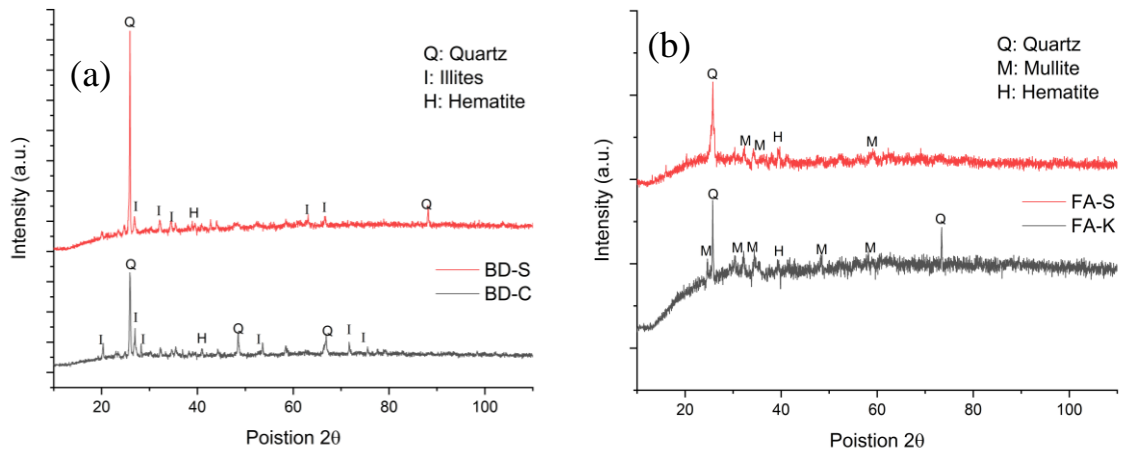 (a)
Q: Quartz
I: Illites
H: Hematite
Q
I
I
I
H
I
I
Q
BD-S
BD-C
Q
I
I
I
H
Q
I
Q
I
I
Intensity (a.u.)
20
40
60
80
100
Poistion 2θ
(b)
Q: Quartz
M: Mullite
H: Hematite
Q
M
M
H
M
FA-S
FA-K
Q
M
M
M
H
M
M
Q
Intensity (a.u.)
20
40
60
80
100
Poistion 2θ